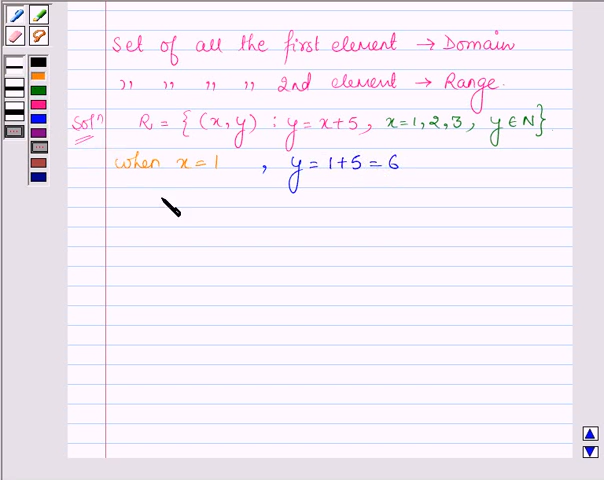 Set of all the first element → Domain
,, ,, ,, ,, 2nd element → Range.
Solⁿ R = { (x, y) : y = x+5, x=1, 2, 3, y ∈ N}.
when x = 1 , y = 1+5 = 6